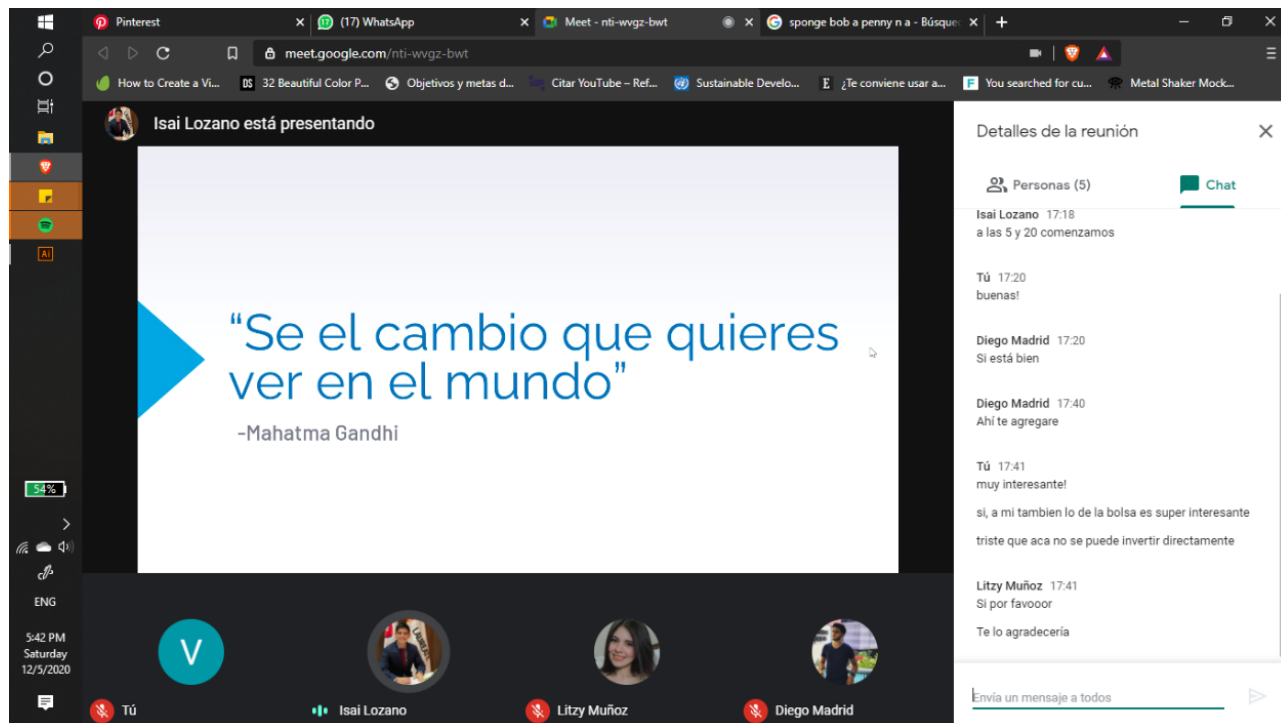 Pinterest
(17) WhatsApp
Meet - nti-wvgz-bwt
sponge bob a penny n a - Búsque
meet.google.com/nti-wvgz-bwt
How to Create a Vi...
DS 32 Beautiful Color P...
Objetivos y metas d...
Citar YouTube – Ref...
Sustainable Develo...
E ¿Te conviene usar a...
F You searched for cu...
Metal Shaker Mock...
Isai Lozano está presentando
“Se el cambio que quieres
ver en el mundo”
-Mahatma Gandhi
Tú
Isai Lozano
Litzy Muñoz
Diego Madrid
V
Detalles de la reunión
Personas (5)
Chat
Isai Lozano 17:18
a las 5 y 20 comenzamos
Tú 17:20
buenas!
Diego Madrid 17:20
Si está bien
Diego Madrid 17:40
Ahí te agregare
Tú 17:41
muy interesante!
si, a mi tambien lo de la bolsa es super interesante
triste que aca no se puede invertir directamente
Litzy Muñoz 17:41
Si por favooor
Te lo agradecería
Envía un mensaje a todos
Ai
54%
ENG
5:42 PM
Saturday
12/5/2020